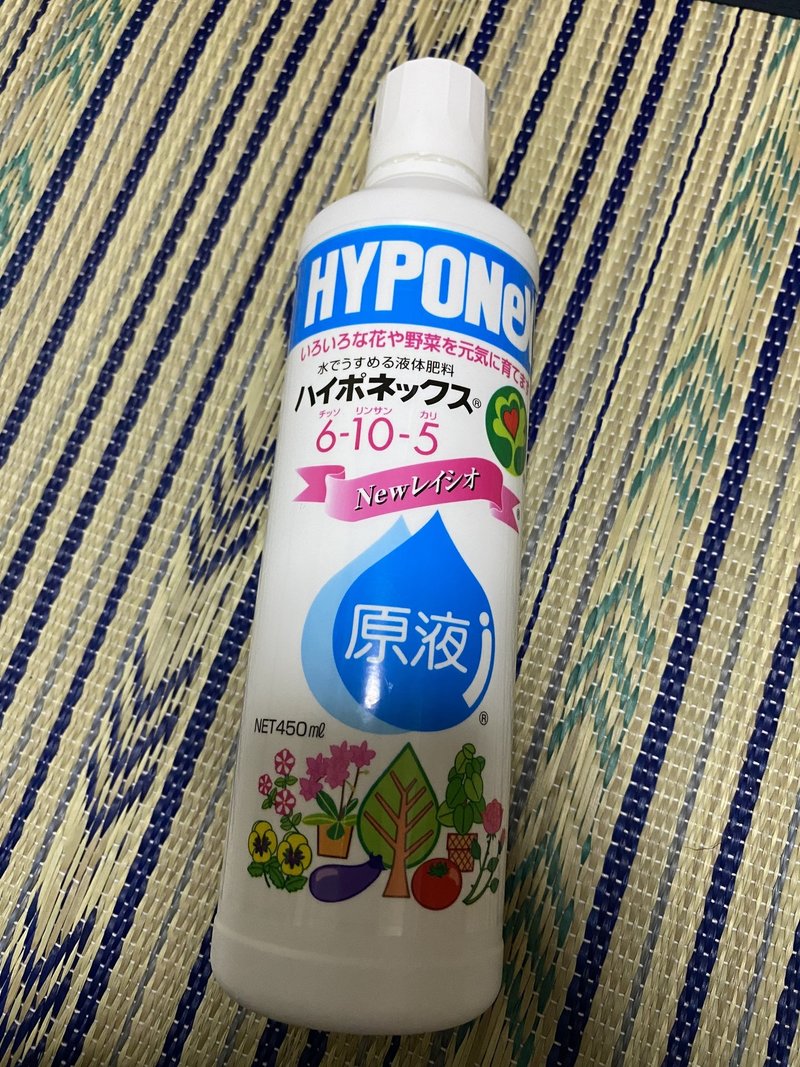 HYPONeX
いろいろな花や野菜を元気に育てます
水でうすめる液体肥料
ハイポネックス®
チッソ リンサン カリ
6-10-5
Newレイシオ
原液j®
NET450ml